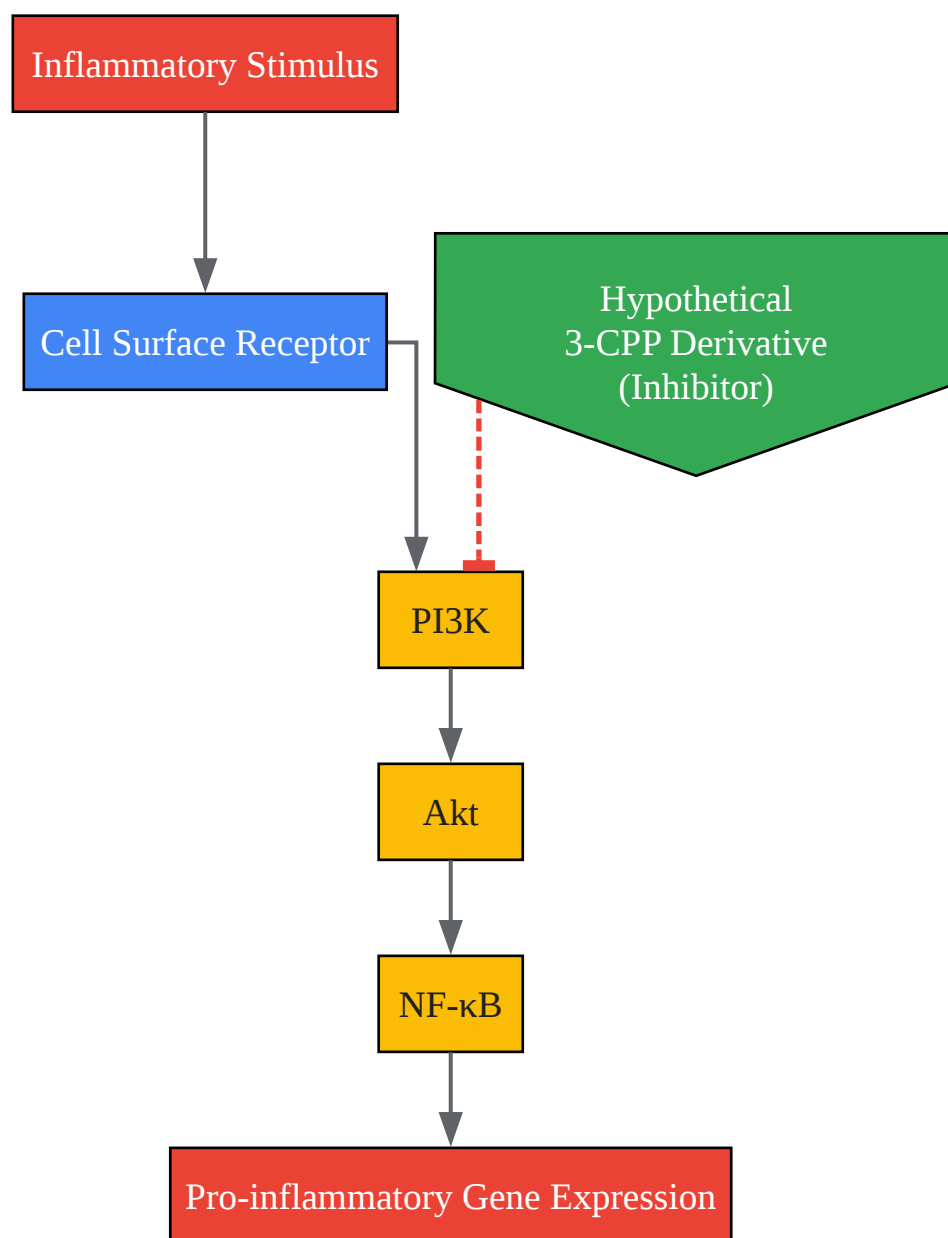 Inflammatory Stimulus
Cell Surface Receptor
Hypothetical
3-CPP Derivative
(Inhibitor)
PI3K
Akt
NF-κB
Pro-inflammatory Gene Expression